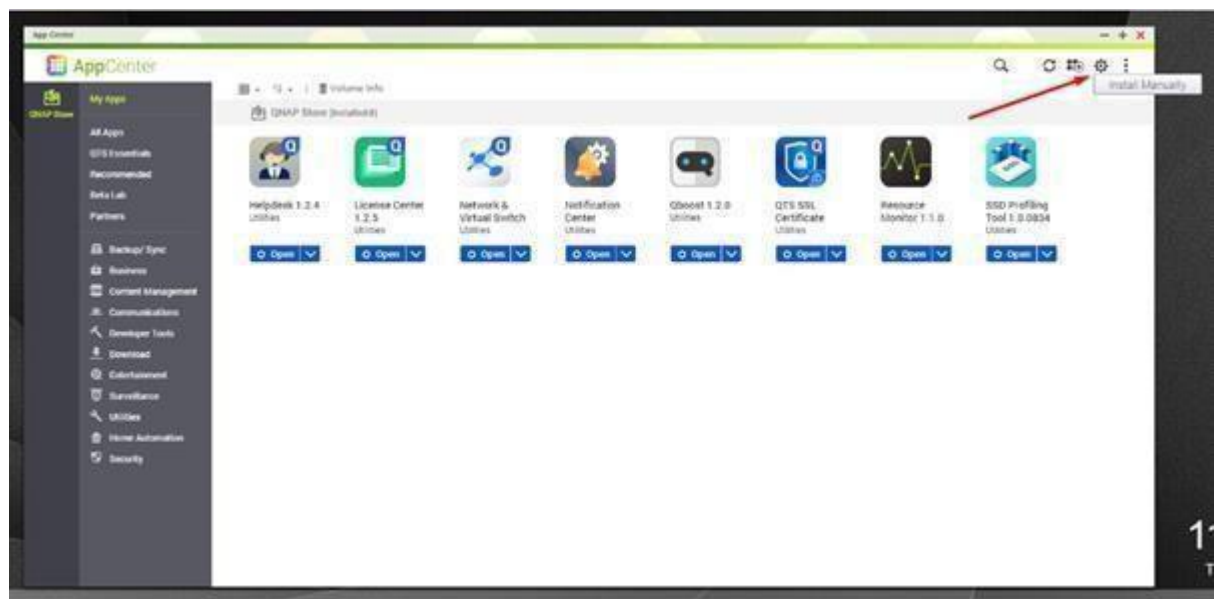 App Center
AppCenter
Install Manually
QNAP Store
My Apps
All Apps
QTS Essentials
Recommended
Beta Lab
Partners
Backup/ Sync
Business
Content Management
Communications
Developer Tools
Download
Entertainment
Surveillance
Utilities
Home Automation
Security
Volume Info
QNAP Store (Installed:8)
Helpdesk 1.2.4
Utilities
Open
License Center
1.2.5
Utilities
Open
Network &
Virtual Switch
Utilities
Open
Notification
Center
Utilities
Open
Qboost 1.2.0
Utilities
Open
QTS SSL
Certificate
Utilities
Open
Resource
Monitor 1.1.0
Open
SSD Profiling
Tool 1.0.0834
Utilities
Open